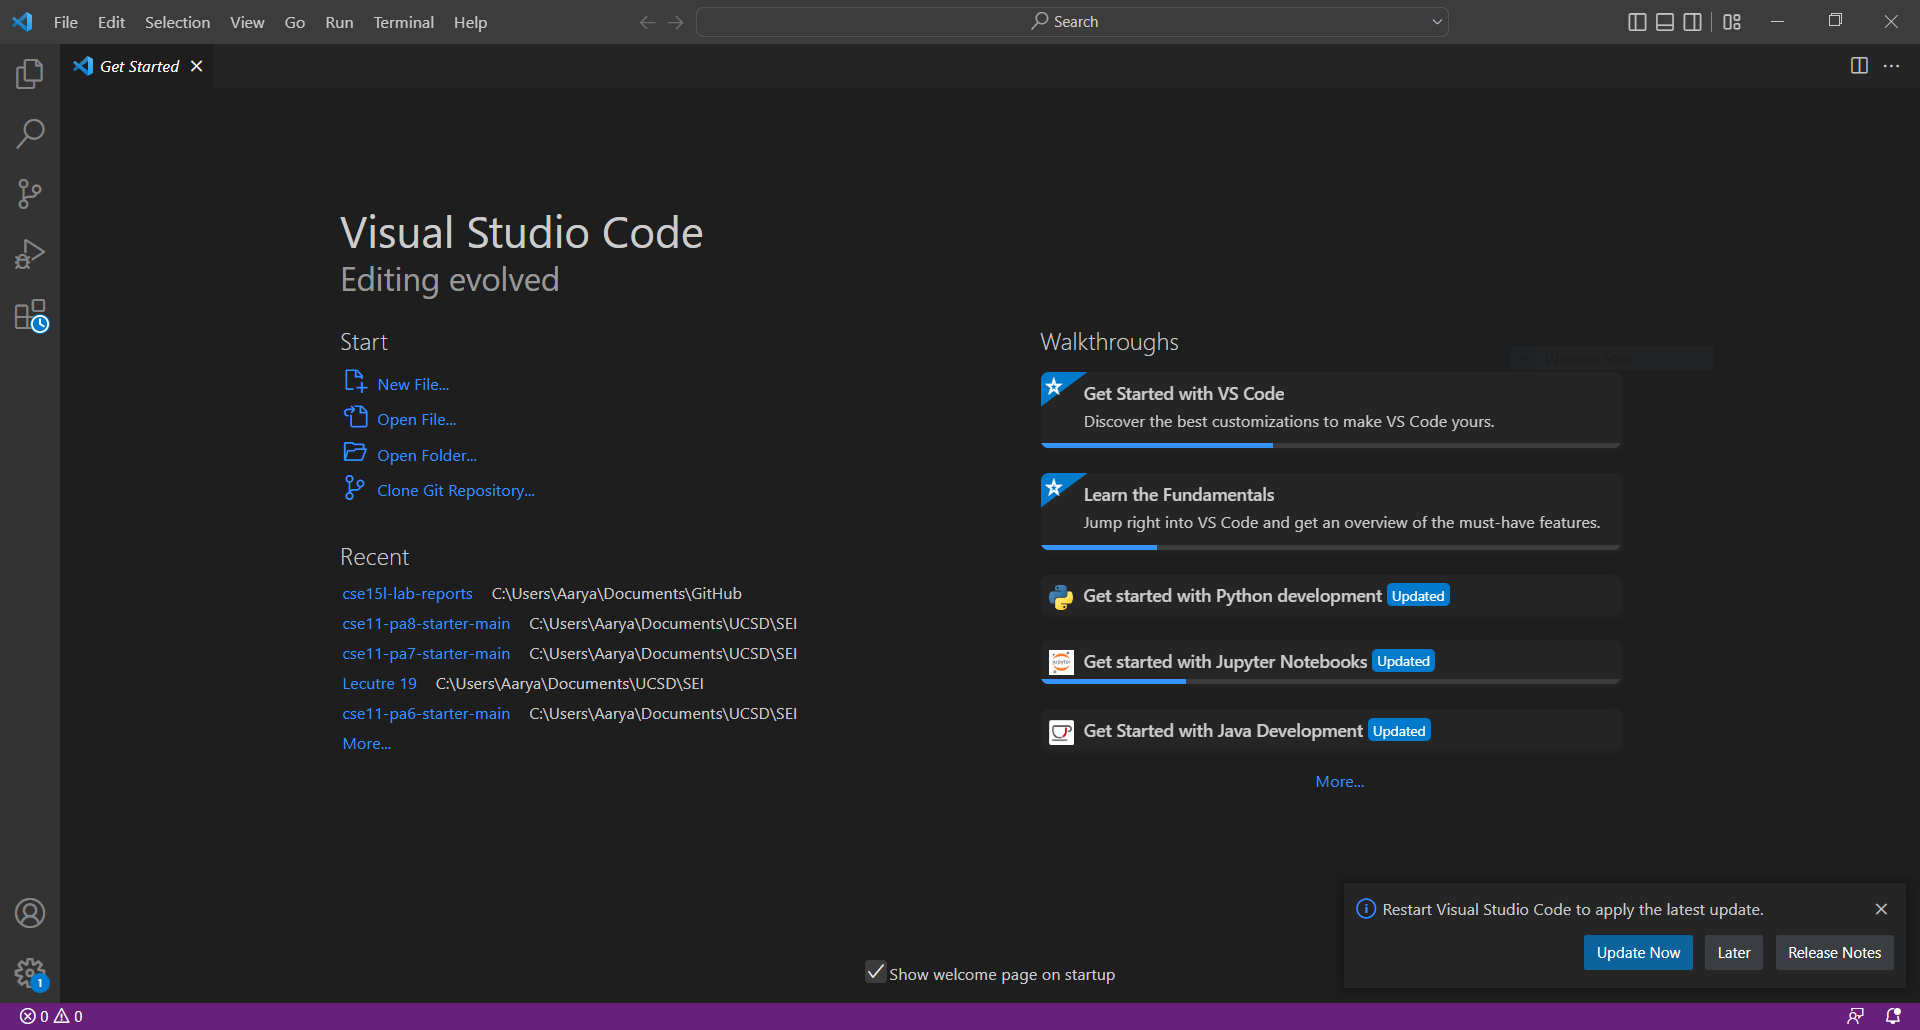 File Edit Selection View Go Run Terminal Help Search
Get Started
Visual Studio Code
Editing evolved
Start
New File...
Open File...
Open Folder...
Clone Git Repository...
Recent
cse15l-lab-reports C:\Users\Aarya\Documents\GitHub
cse11-pa8-starter-main C:\Users\Aarya\Documents\UCSD\SEI
cse11-pa7-starter-main C:\Users\Aarya\Documents\UCSD\SEI
Lecutre 19 C:\Users\Aarya\Documents\UCSD\SEI
cse11-pa6-starter-main C:\Users\Aarya\Documents\UCSD\SEI
More...
Walkthroughs
Window Snip
Get Started with VS Code
Discover the best customizations to make VS Code yours.
Learn the Fundamentals
Jump right into VS Code and get an overview of the must-have features.
Get started with Python development Updated
jupyter Get started with Jupyter Notebooks Updated
Get Started with Java Development Updated
More...
Show welcome page on startup
Restart Visual Studio Code to apply the latest update.
Update Now Later Release Notes
1
0 0